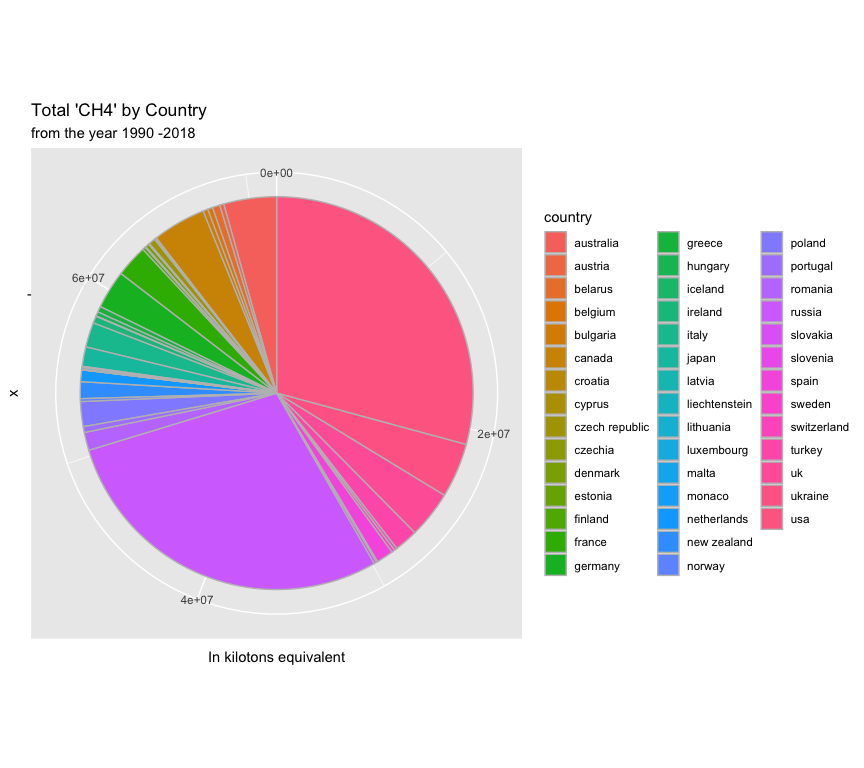 Total 'CH4' by Country
from the year 1990 -2018
0e+00
6e+07
2e+07
4e+07
x
In kilotons equivalent
country
australia
austria
belarus
belgium
bulgaria
canada
croatia
cyprus
czech republic
czechia
denmark
estonia
finland
france
germany
greece
hungary
iceland
ireland
italy
japan
latvia
liechtenstein
lithuania
luxembourg
malta
monaco
netherlands
new zealand
norway
poland
portugal
romania
russia
slovakia
slovenia
spain
sweden
switzerland
turkey
uk
ukraine
usa